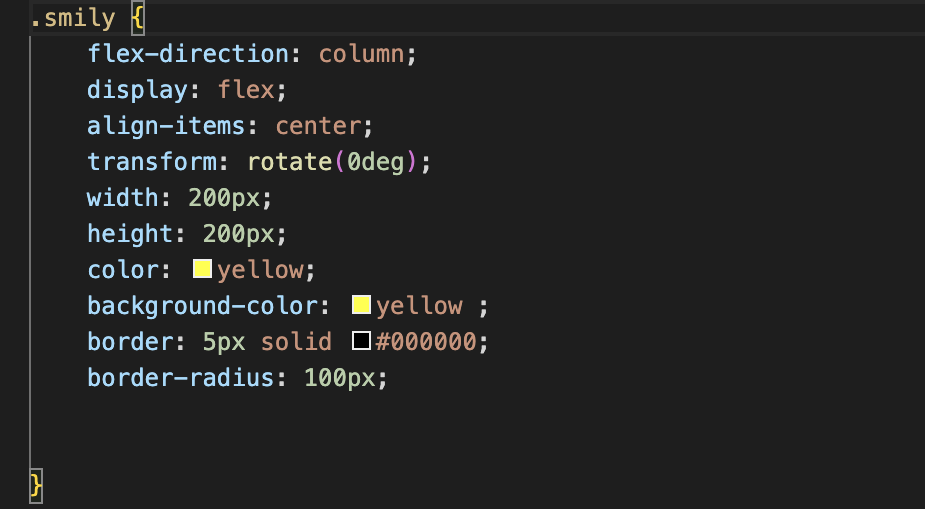 .smily {
flex-direction: column;
display: flex;
align-items: center;
transform: rotate(0deg);
width: 200px;
height: 200px;
color: yellow;
background-color: yellow ;
border: 5px solid #000000;
border-radius: 100px;
}